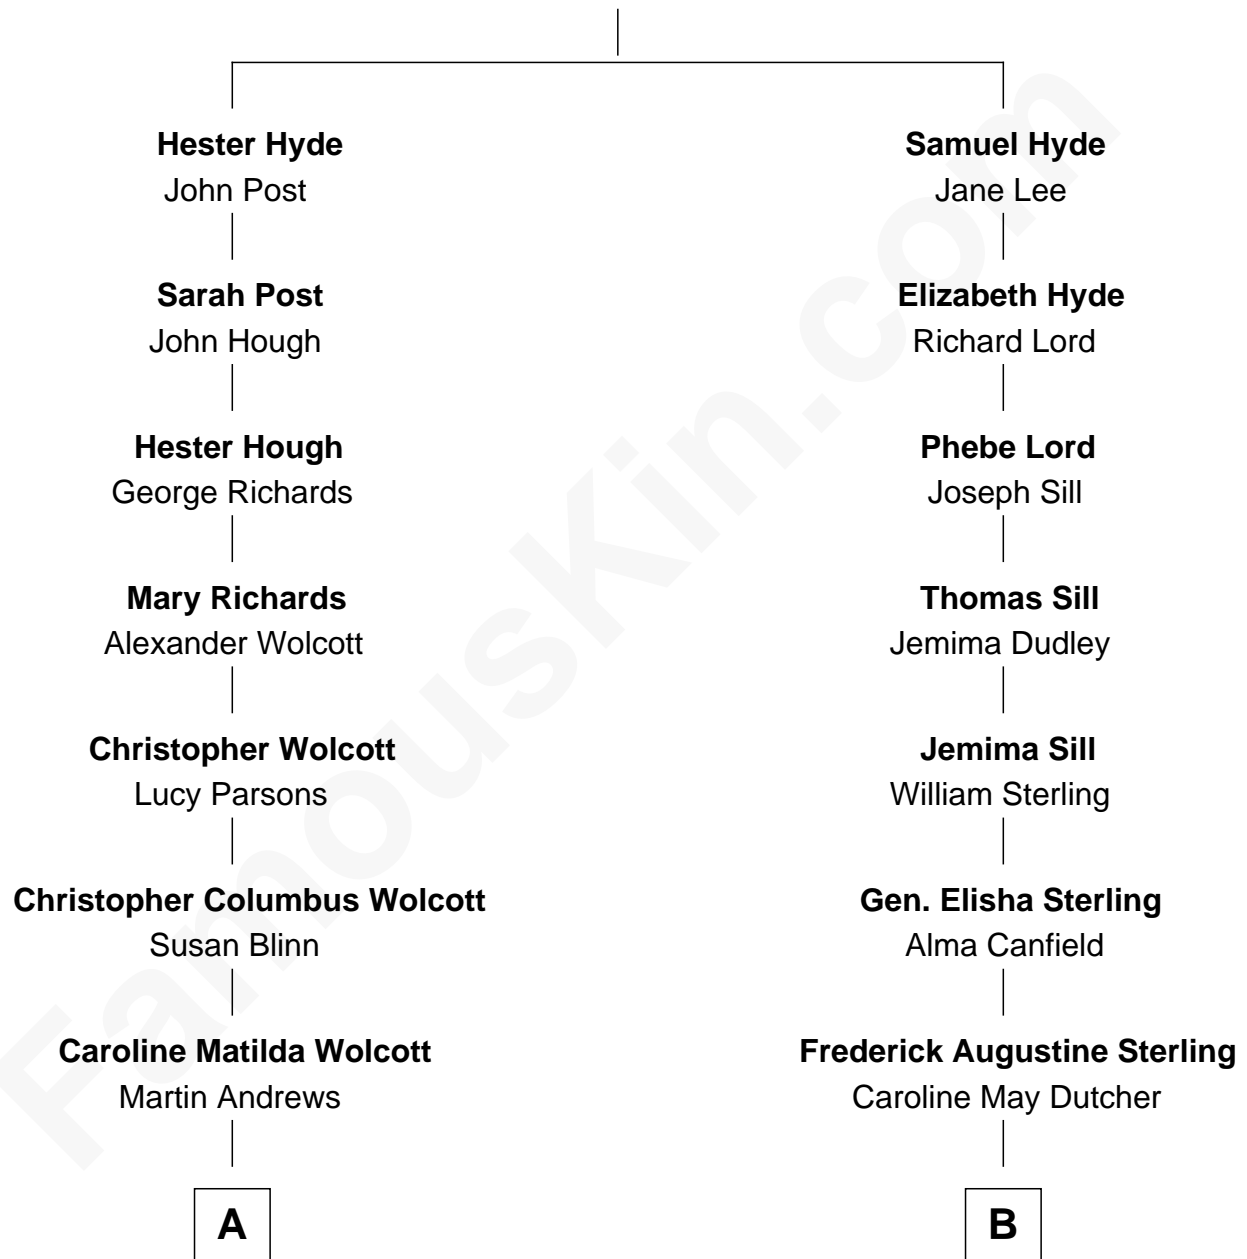 Hester Hyde
John Post
Samuel Hyde
Jane Lee
Sarah Post
John Hough
Elizabeth Hyde
Richard Lord
Hester Hough
George Richards
Phebe Lord
Joseph Sill
Mary Richards
Alexander Wolcott
Thomas Sill
Jemima Dudley
Christopher Wolcott
Lucy Parsons
Jemima Sill
William Sterling
Christopher Columbus Wolcott
Susan Blinn
Gen. Elisha Sterling
Alma Canfield
Caroline Matilda Wolcott
Martin Andrews
Frederick Augustine Sterling
Caroline May Dutcher
A
B
FamousKin.com